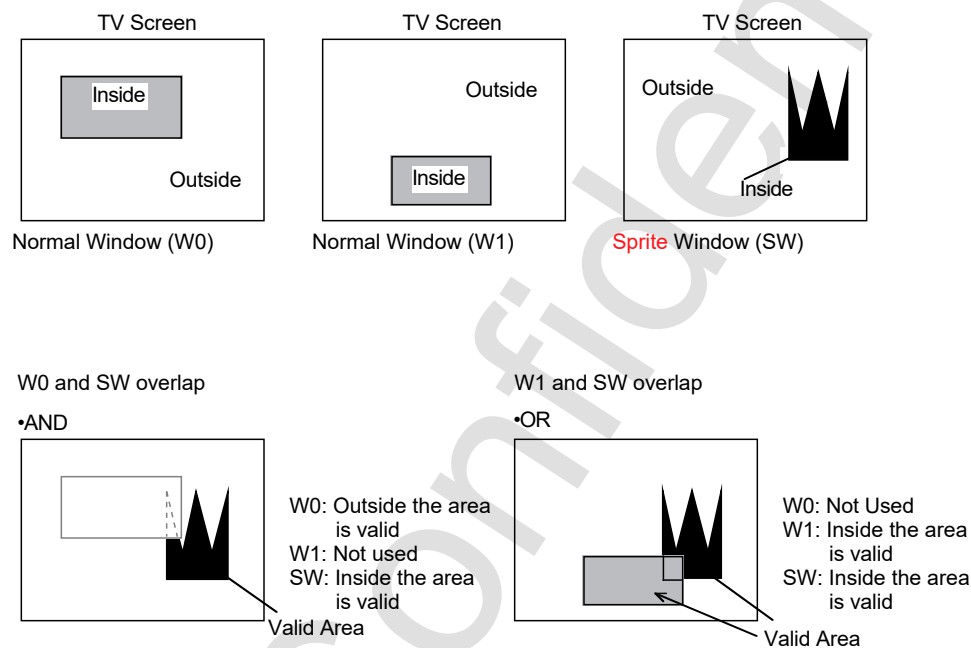 TV Screen
TV Screen
TV Screen
Inside
Outside
Outside
Inside
Outside
Outside
Inside
Normal Window (W0)
Normal Window (W1)
Sprite Window (SW)
W0 and SW overlap
•AND
W0: Outside the area
is valid
W1: Not used
SW: Inside the area
is valid
Valid Area
W1 and SW overlap
•OR
W0: Not Used
W1: Inside the area
is valid
SW: Inside the area
is valid
Valid Area
onfiden